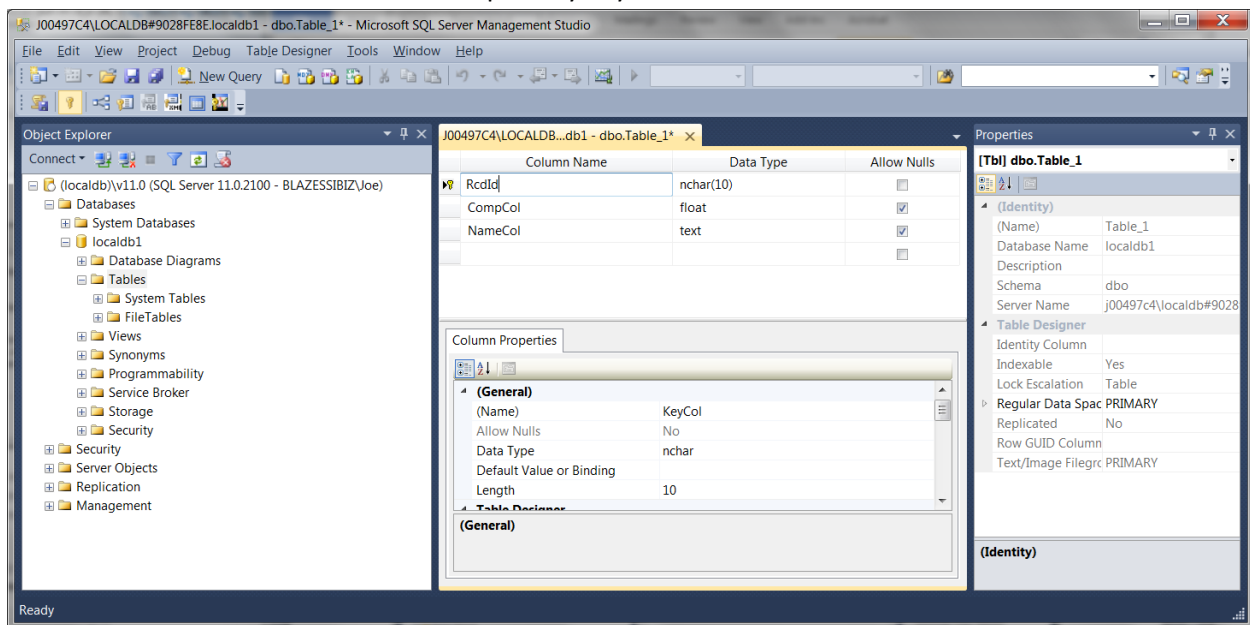 J00497C4\LOCALDB#9028FE8E.localdb1 - dbo.Table_1* - Microsoft SQL Server Management Studio
File Edit View Project Debug Table Designer Tools Window Help
New Query
Object Explorer
Connect
(localdb)\v11.0 (SQL Server 11.0.2100 - BLAZESSIBIZ\Joe)
Databases
System Databases
localdb1
Database Diagrams
Tables
System Tables
FileTables
Views
Synonyms
Programmability
Service Broker
Storage
Security
Security
Server Objects
Replication
Management
J00497C4\LOCALDB...db1 - dbo.Table_1*
Column Name Data Type Allow Nulls
RcdId nchar(10)
CompCol float
NameCol text
Column Properties
(General)
(Name) KeyCol
Allow Nulls No
Data Type nchar
Default Value or Binding
Length 10
Table Designer
(General)
Properties
[Tbl] dbo.Table_1
(Identity)
(Name) Table_1
Database Name localdb1
Description
Schema dbo
Server Name j00497c4\localdb#9028
Table Designer
Identity Column
Indexable Yes
Lock Escalation Table
Regular Data Spac PRIMARY
Replicated No
Row GUID Column
Text/Image Filegrc PRIMARY
(Identity)
Ready